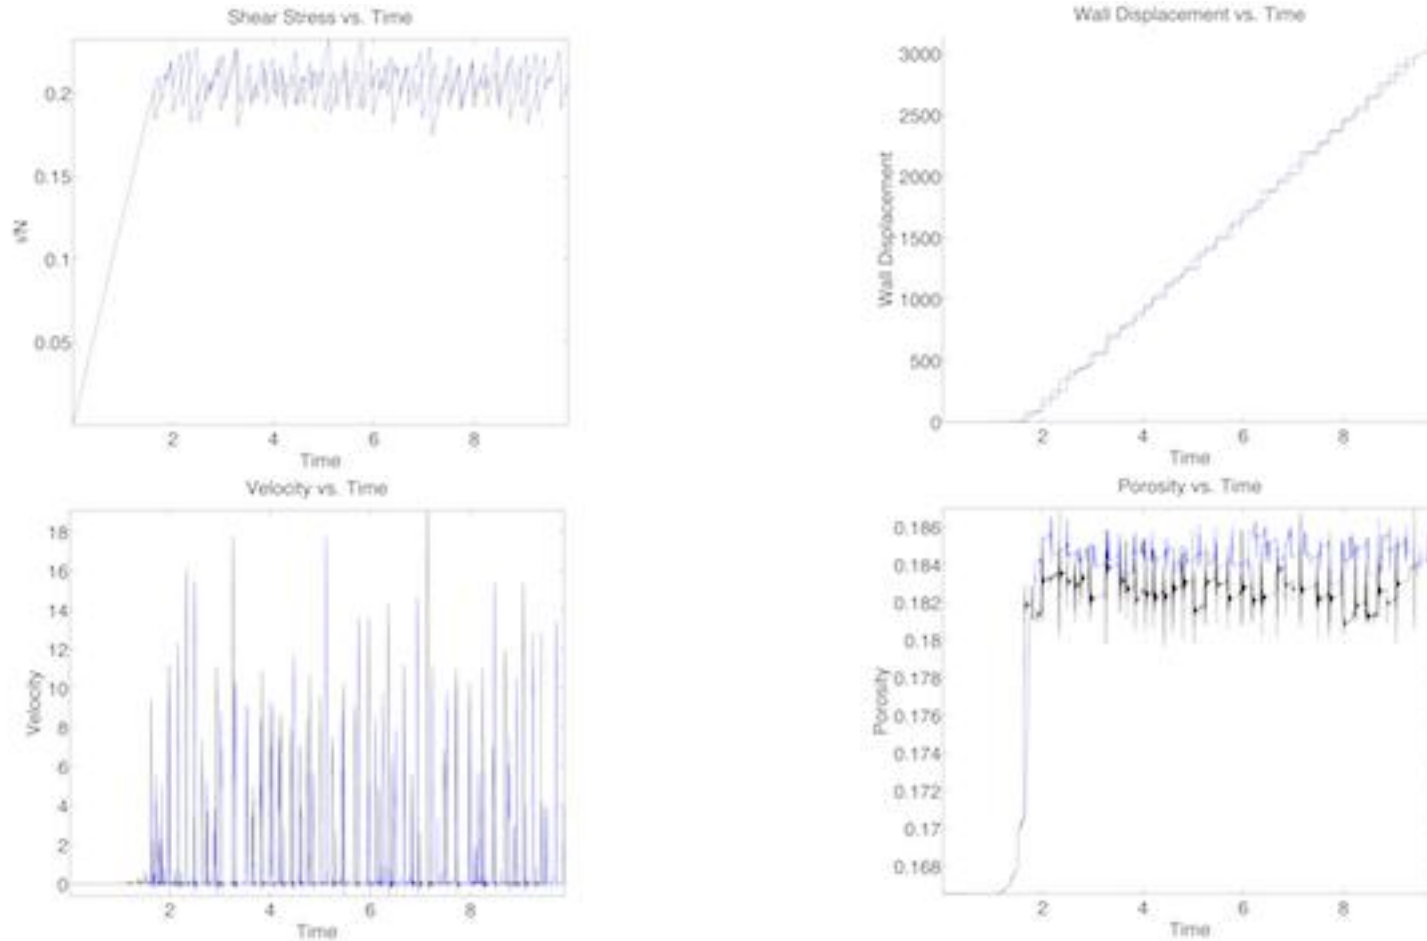 Shear Stress vs. Time
0.2
0.15
0.1
0.05
τ/N
2 4 6 8
Time
Wall Displacement vs. Time
3000
2500
2000
1500
1000
500
0
Wall Displacement
2 4 6 8
Time
Velocity vs. Time
18
16
14
12
10
8
6
4
2
0
Velocity
2 4 6 8
Time
Porosity vs. Time
0.186
0.184
0.182
0.18
0.178
0.176
0.174
0.172
0.17
0.168
Porosity
2 4 6 8
Time